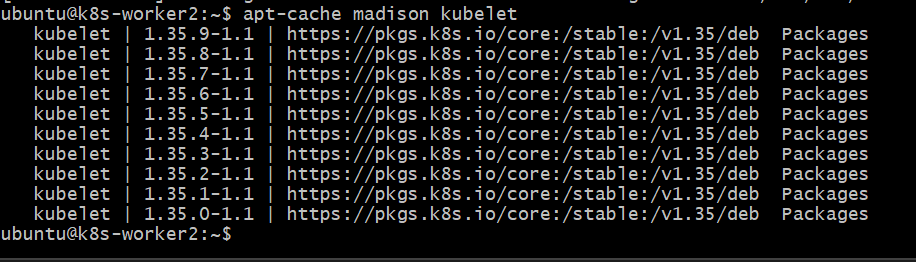 ubuntu@k8s-worker2:~$ apt-cache madison kubelet
kubelet | 1.35.9-1.1 | https://pkgs.k8s.io/core:/stable:/v1.35/deb Packages
kubelet | 1.35.8-1.1 | https://pkgs.k8s.io/core:/stable:/v1.35/deb Packages
kubelet | 1.35.7-1.1 | https://pkgs.k8s.io/core:/stable:/v1.35/deb Packages
kubelet | 1.35.6-1.1 | https://pkgs.k8s.io/core:/stable:/v1.35/deb Packages
kubelet | 1.35.5-1.1 | https://pkgs.k8s.io/core:/stable:/v1.35/deb Packages
kubelet | 1.35.4-1.1 | https://pkgs.k8s.io/core:/stable:/v1.35/deb Packages
kubelet | 1.35.3-1.1 | https://pkgs.k8s.io/core:/stable:/v1.35/deb Packages
kubelet | 1.35.2-1.1 | https://pkgs.k8s.io/core:/stable:/v1.35/deb Packages
kubelet | 1.35.1-1.1 | https://pkgs.k8s.io/core:/stable:/v1.35/deb Packages
kubelet | 1.35.0-1.1 | https://pkgs.k8s.io/core:/stable:/v1.35/deb Packages
ubuntu@k8s-worker2:~$